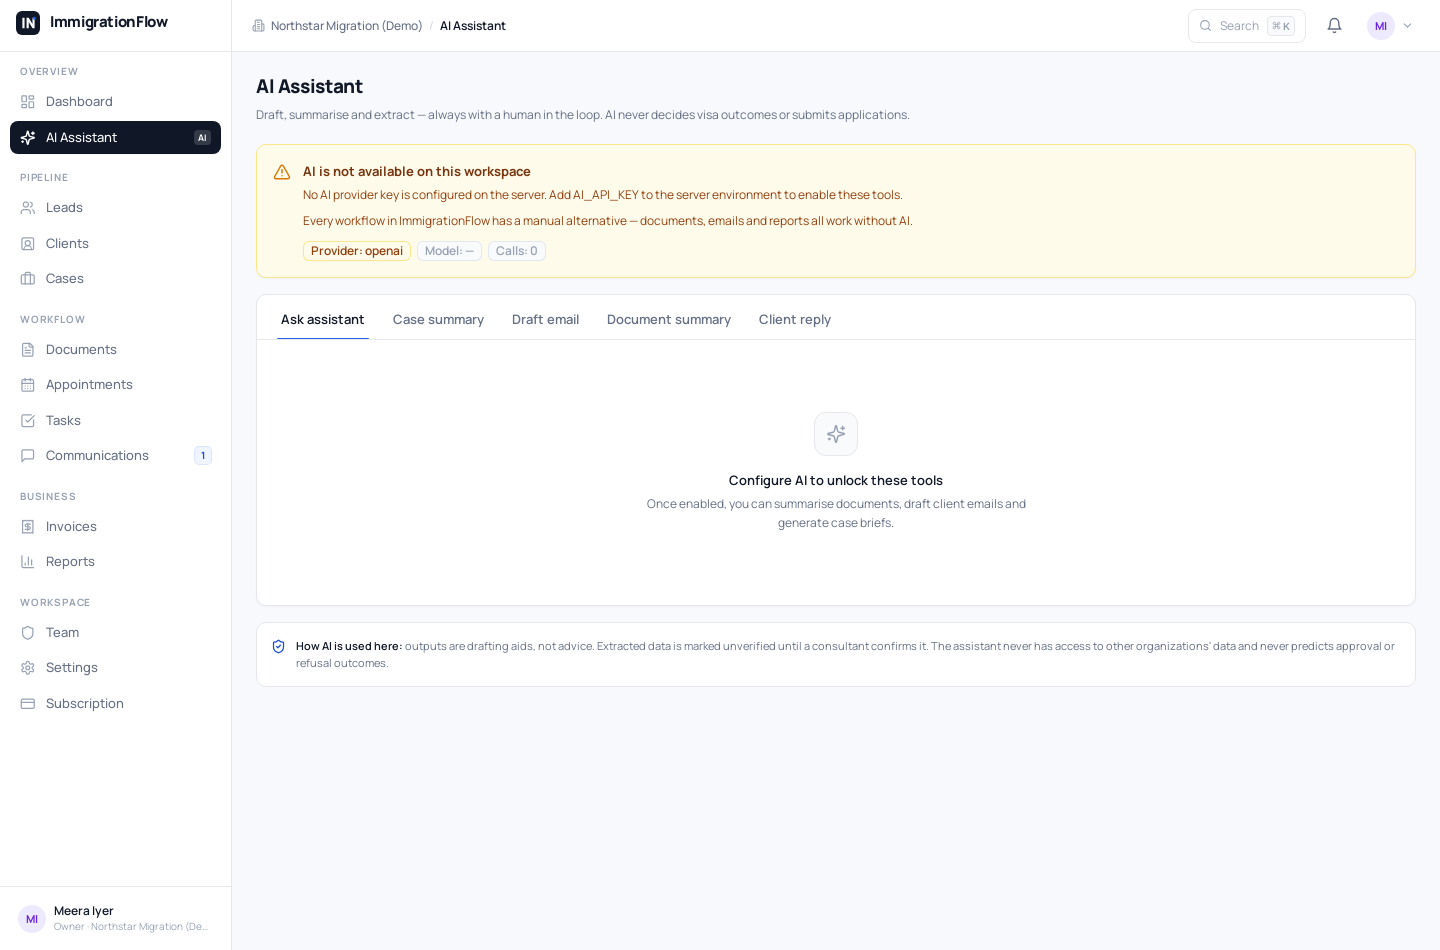 IN ImmigrationFlow
OVERVIEW
Dashboard
AI Assistant AI
PIPELINE
Leads
Clients
Cases
WORKFLOW
Documents
Appointments
Tasks
Communications 1
BUSINESS
Invoices
Reports
WORKSPACE
Team
Settings
Subscription
MI Meera Iyer
Owner · Northstar Migration (De...
Northstar Migration (Demo) / AI Assistant
Search ⌘ K
MI
AI Assistant
Draft, summarise and extract — always with a human in the loop. AI never decides visa outcomes or submits applications.
AI is not available on this workspace
No AI provider key is configured on the server. Add AI_API_KEY to the server environment to enable these tools.
Every workflow in ImmigrationFlow has a manual alternative — documents, emails and reports all work without AI.
Provider: openai Model: — Calls: 0
Ask assistant Case summary Draft email Document summary Client reply
Configure AI to unlock these tools
Once enabled, you can summarise documents, draft client emails and
generate case briefs.
How AI is used here: outputs are drafting aids, not advice. Extracted data is marked unverified until a consultant confirms it. The assistant never has access to other organizations' data and never predicts approval or
refusal outcomes.